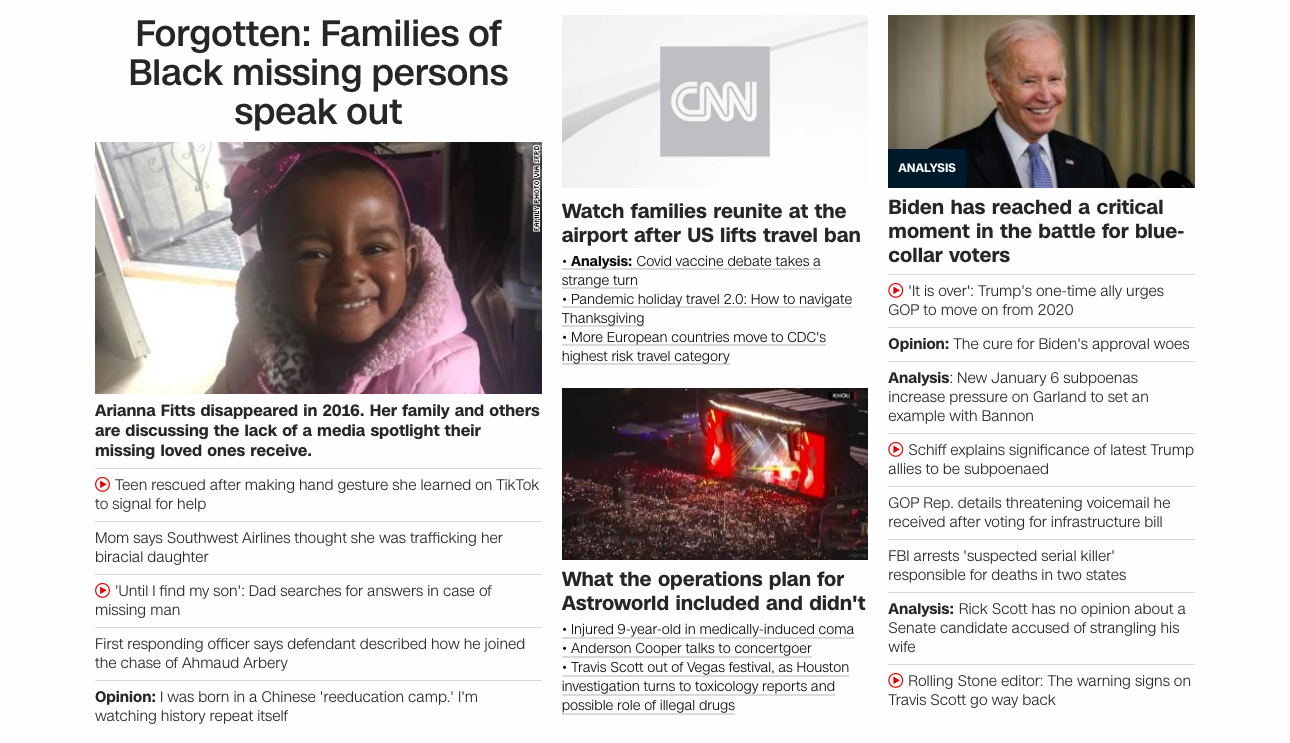 Forgotten: Families of
Black missing persons
speak out
FAMILY PHOTO VIA SFPD
Arianna Fitts disappeared in 2016. Her family and others
are discussing the lack of a media spotlight their
missing loved ones receive.
Teen rescued after making hand gesture she learned on TikTok
to signal for help
Mom says Southwest Airlines thought she was trafficking her
biracial daughter
'Until I find my son': Dad searches for answers in case of
missing man
First responding officer says defendant described how he joined
the chase of Ahmaud Arbery
Opinion: I was born in a Chinese 'reeducation camp.' I'm
watching history repeat itself
CNN
Watch families reunite at the
airport after US lifts travel ban
• Analysis: Covid vaccine debate takes a
strange turn
• Pandemic holiday travel 2.0: How to navigate
Thanksgiving
• More European countries move to CDC's
highest risk travel category
KHOU
What the operations plan for
Astroworld included and didn't
• Injured 9-year-old in medically-induced coma
• Anderson Cooper talks to concertgoer
• Travis Scott out of Vegas festival, as Houston
investigation turns to toxicology reports and
possible role of illegal drugs
ANALYSIS
Biden has reached a critical
moment in the battle for blue-
collar voters
'It is over': Trump's one-time ally urges
GOP to move on from 2020
Opinion: The cure for Biden's approval woes
Analysis: New January 6 subpoenas
increase pressure on Garland to set an
example with Bannon
Schiff explains significance of latest Trump
allies to be subpoenaed
GOP Rep. details threatening voicemail he
received after voting for infrastructure bill
FBI arrests 'suspected serial killer'
responsible for deaths in two states
Analysis: Rick Scott has no opinion about a
Senate candidate accused of strangling his
wife
Rolling Stone editor: The warning signs on
Travis Scott go way back